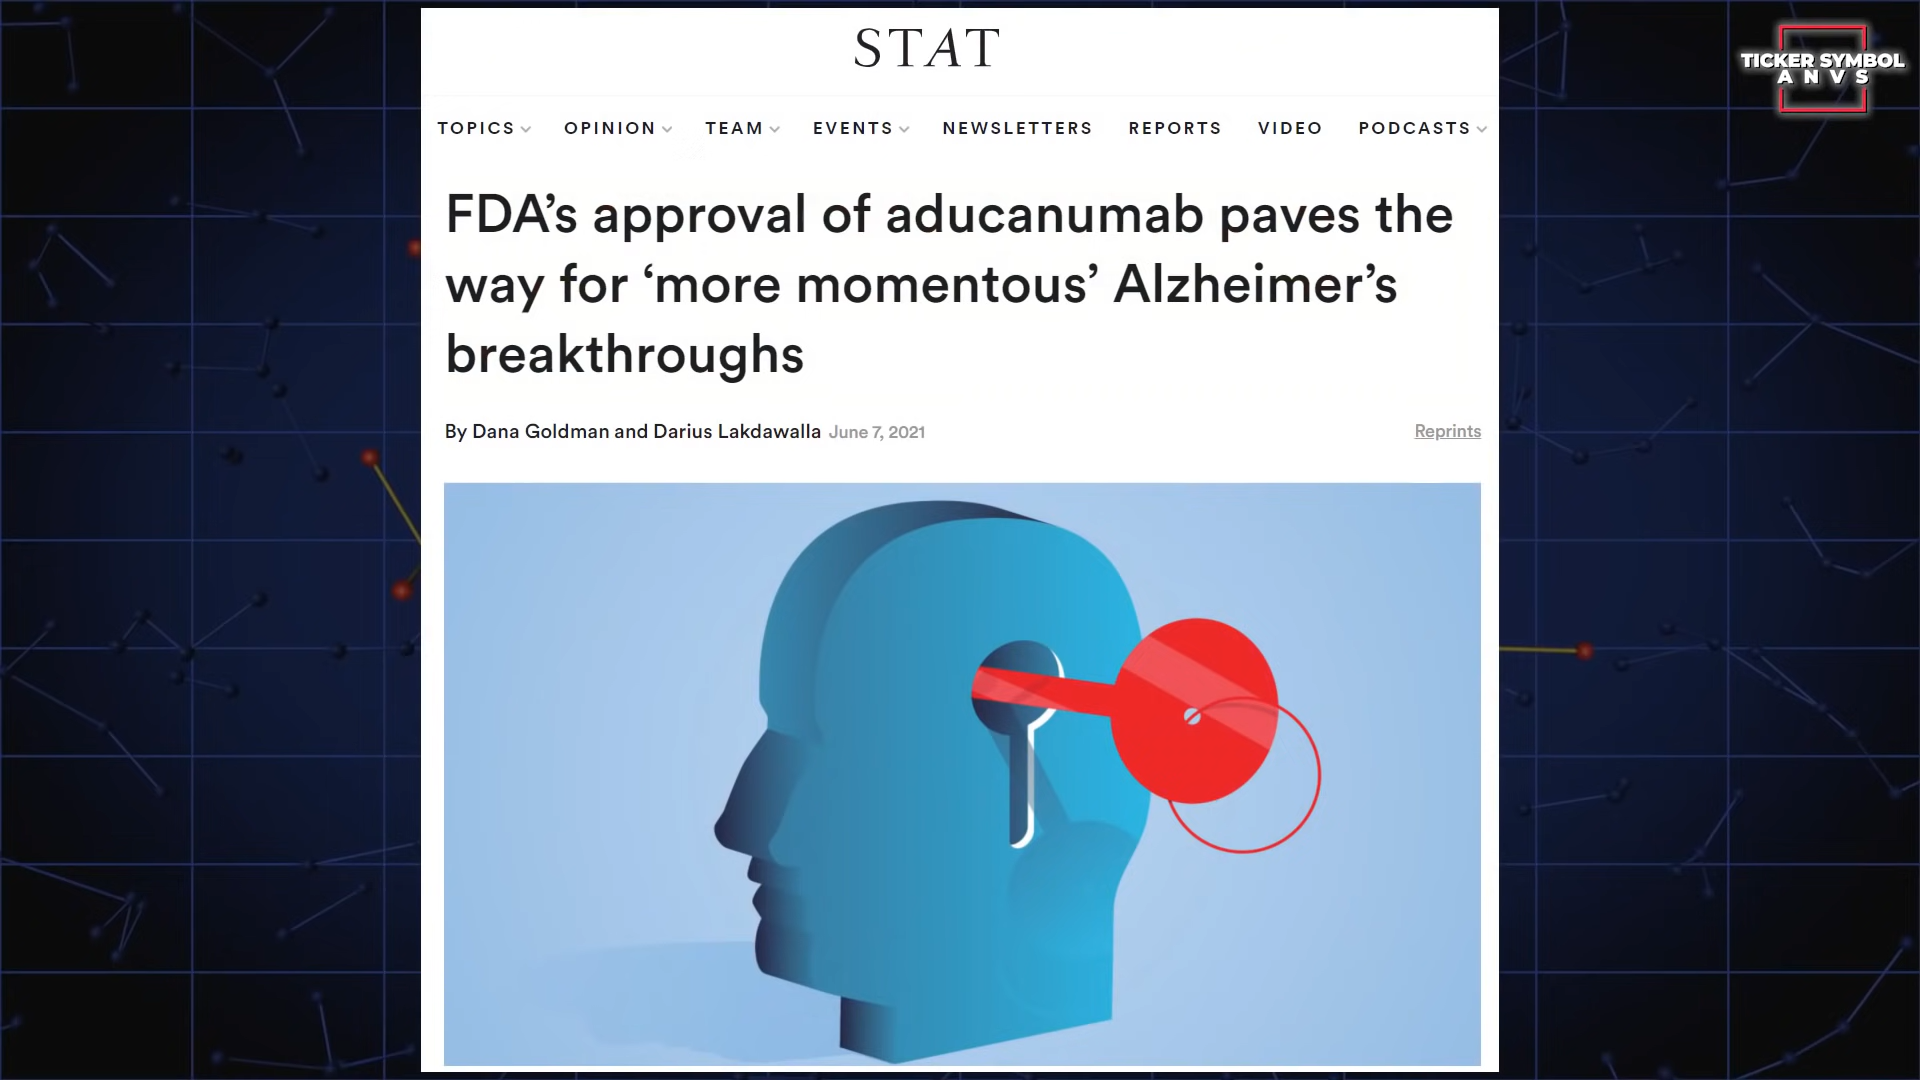 STAT
TICKER SYMBOL
ANVS
TOPICS OPINION TEAM EVENTS NEWSLETTERS REPORTS VIDEO PODCASTS
FDA’s approval of aducanumab paves the
way for ‘more momentous’ Alzheimer’s
breakthroughs
By Dana Goldman and Darius Lakdawalla June 7, 2021
Reprints